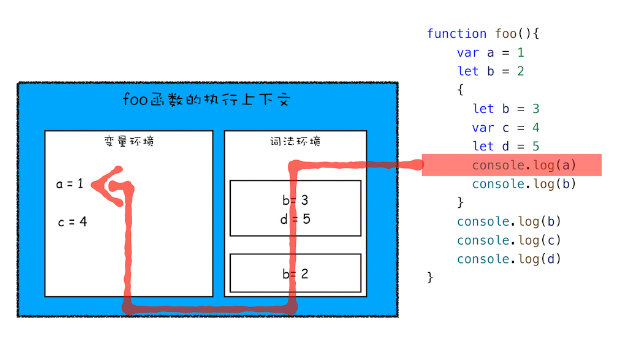 foo函数的执行上下文
变量环境
a = 1
c = 4
词法环境
b= 3
d = 5
b= 2
function foo(){
    var a = 1
    let b = 2
    {
      let b = 3
      var c = 4
      let d = 5
      console.log(a)
      console.log(b)
    }
    console.log(b)
    console.log(c)
    console.log(d)
}